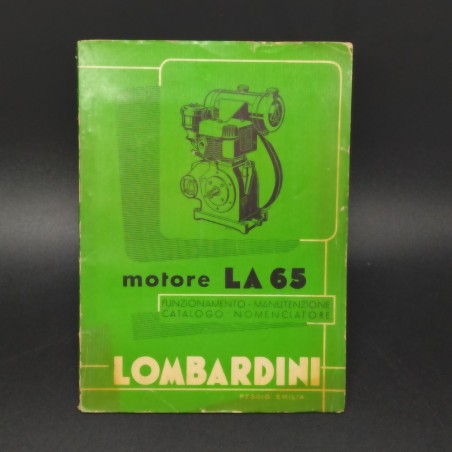 motore LA 65
FUNZIONAMENTO - MANUTENZIONE
CATALOGO NOMENCLATORE
LOMBARDINI
REGGIO EMILIA